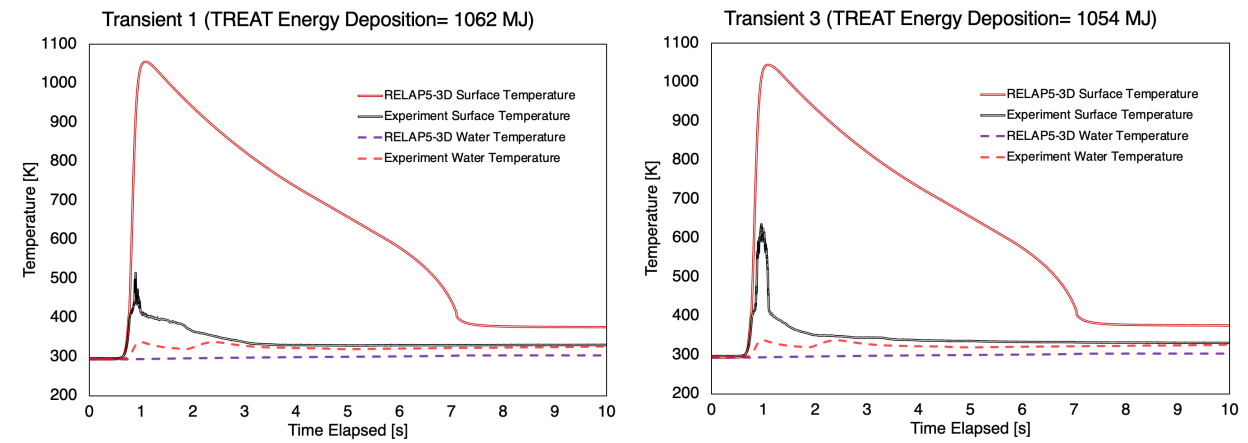 Transient 1 (TREAT Energy Deposition= 1062 MJ)
1100
1000
900
800
700
600
500
400
300
200
Temperature [K]
RELAP5-3D Surface Temperature
Experiment Surface Temperature
RELAP5-3D Water Temperature
Experiment Water Temperature
0 1 2 3 4 5 6 7 8 9 10
Time Elapsed [s]
Transient 3 (TREAT Energy Deposition= 1054 MJ)
1100
1000
900
800
700
600
500
400
300
200
Temperature [K]
RELAP5-3D Surface Temperature
Experiment Surface Temperature
RELAP5-3D Water Temperature
Experiment Water Temperature
0 1 2 3 4 5 6 7 8 9 10
Time Elapsed [s]